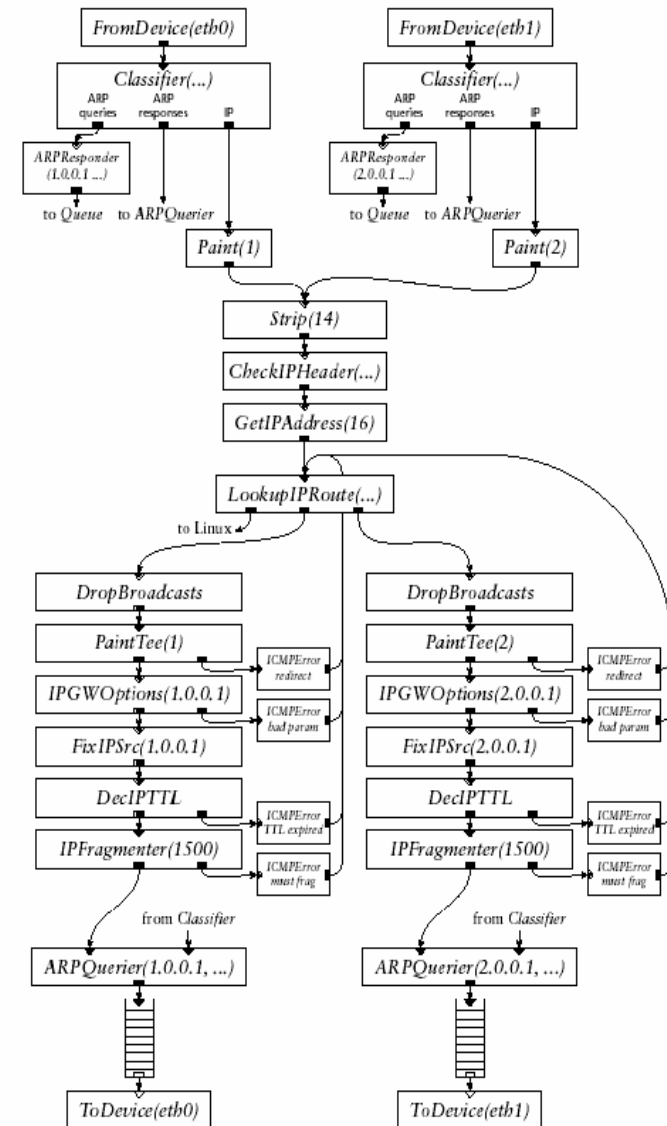 FromDevice(eth0)
FromDevice(eth1)
Classifier(...)
ARP queries
ARP responses
IP
Classifier(...)
ARP queries
ARP responses
IP
ARPResponder
(1.0.0.1 ...)
ARPResponder
(2.0.0.1 ...)
to Queue
to ARPQuerier
to Queue
to ARPQuerier
Paint(1)
Paint(2)
Strip(14)
CheckIPHeader(...)
GetIPAddress(16)
LookupIPRoute(...)
to Linux
DropBroadcasts
DropBroadcasts
PaintTee(1)
ICMPError
redirect
PaintTee(2)
ICMPError
redirect
IPGWOptions(1.0.0.1)
ICMPError
bad param
IPGWOptions(2.0.0.1)
ICMPError
bad param
FixIPSrc(1.0.0.1)
FixIPSrc(2.0.0.1)
DecIPTTL
ICMPError
TTL expired
DecIPTTL
ICMPError
TTL expired
IPFragmenter(1500)
ICMPError
must frag
IPFragmenter(1500)
ICMPError
must frag
from Classifier
from Classifier
ARPQuerier(1.0.0.1, ...)
ARPQuerier(2.0.0.1, ...)
ToDevice(eth0)
ToDevice(eth1)